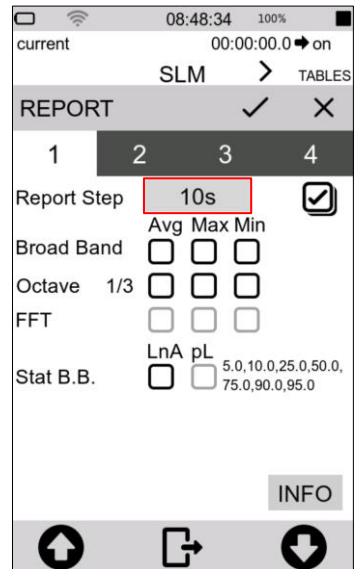 08:48:34 100%
current 00:00:00.0 on
SLM > TABLES
REPORT
1 2 3 4
Report Step 10s
Avg Max Min
Broad Band
Octave 1/3
FFT
LnA pL
Stat B.B. 5.0,10.0,25.0,50.0,
75.0,90.0,95.0
INFO